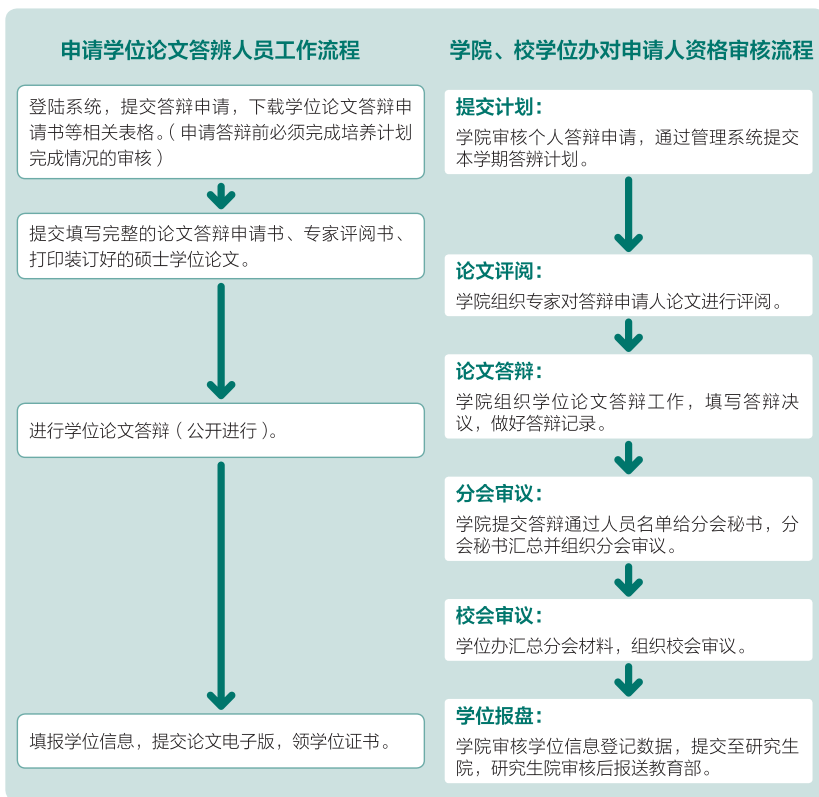 申请学位论文答辨人员工作流程
登陆系统，提交答辩申请，下载学位论文答辩申
请书等相关表格。（申请答辩前必须完成培养计划
完成情况的审核）
提交填写完整的论文答辩申请书、专家评阅书、
打印装订好的硕士学位论文。
进行学位论文答辩（公开进行）。
填报学位信息，提交论文电子版，领学位证书。
学院、校学位办对申请人资格审核流程
提交计划：
学院审核个人答辩申请，通过管理系统提交
本学期答辨计划。
论文评阅：
学院组织专家对答辩申请人论文进行评阅。
论文答辩：
学院组织学位论文答辩工作，填写答辩决
议，做好答辩记录。
分会审议：
学院提交答辩通过人员名单给分会秘书，分
会秘书汇总并组织分会审议。
校会审议：
学位办汇总分会材料，组织校会审议。
学位报盘：
学院审核学位信息登记数据，提交至研究生
院，研究生院审核后报送教育部。